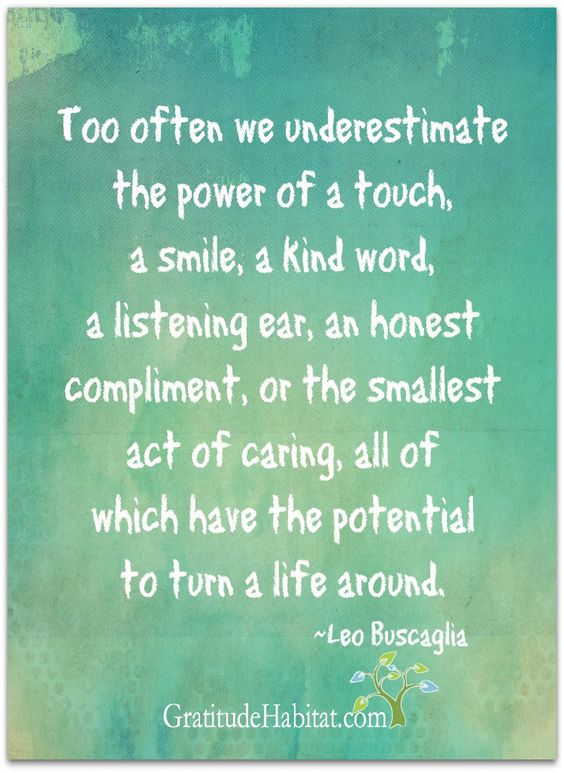 Too often we underestimate
the power of a touch,
a smile, a kind word,
a listening ear, an honest
compliment, or the smallest
act of caring, all of
which have the potential
to turn a life around.
~Leo Buscaglia
GratitudeHabitat.com